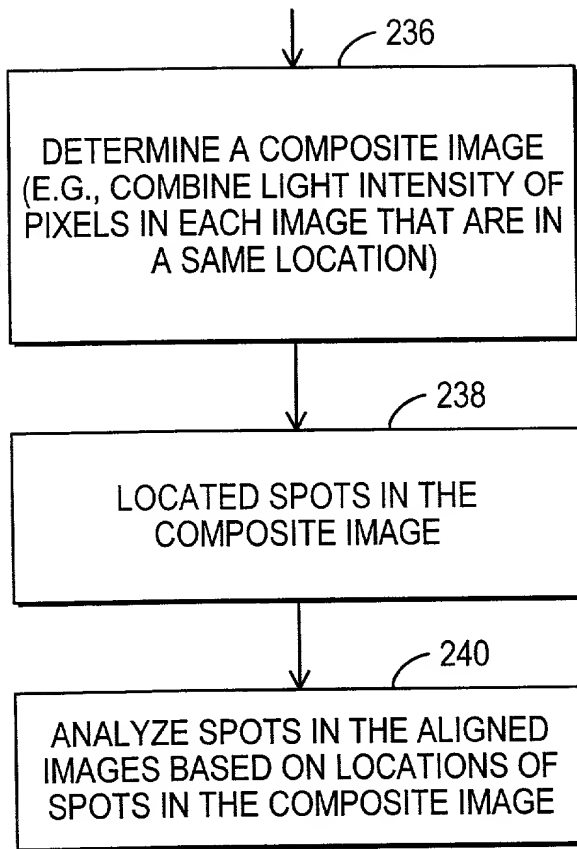 236
DETERMINE A COMPOSITE IMAGE
(E.G., COMBINE LIGHT INTENSITY OF
PIXELS IN EACH IMAGE THAT ARE IN
A SAME LOCATION)
238
LOCATED SPOTS IN THE
COMPOSITE IMAGE
240
ANALYZE SPOTS IN THE ALIGNED
IMAGES BASED ON LOCATIONS OF
SPOTS IN THE COMPOSITE IMAGE